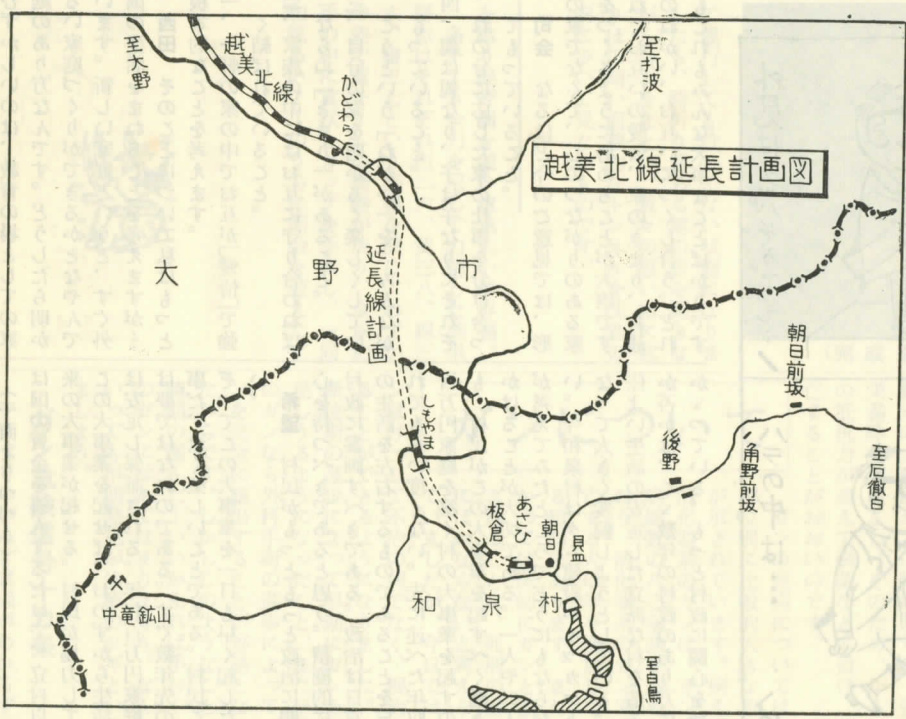 越美北線延長計画図
至大野
越美北線
かどわら
至打波
大野市
延長線計画
しもやま
板倉
あさひ
朝日
貝皿
後野
角野前坂
朝日前坂
至石徹白
和泉村
中竜鉱山
至白鳥